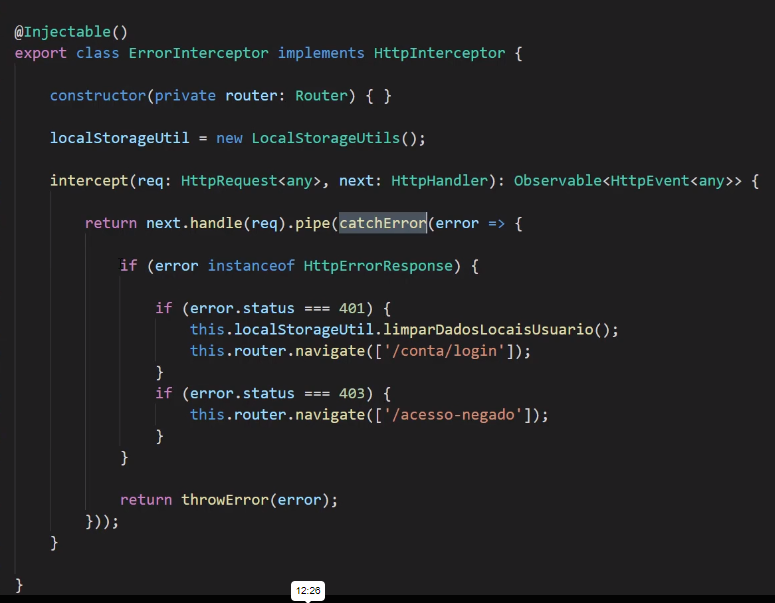 @Injectable()
export class ErrorInterceptor implements HttpInterceptor {
constructor(private router: Router) { }
localStorageUtil = new LocalStorageUtils();
intercept(req: HttpRequest<any>, next: HttpHandler): Observable<HttpEvent<any>> {
return next.handle(req).pipe(catchError(error => {
if (error instanceof HttpErrorResponse) {
if (error.status === 401) {
this.localStorageUtil.limparDadosLocaisUsuario();
this.router.navigate(['/conta/login']);
}
if (error.status === 403) {
this.router.navigate(['/acesso-negado']);
}
}
return throwError(error);
}));
}
}
12:26